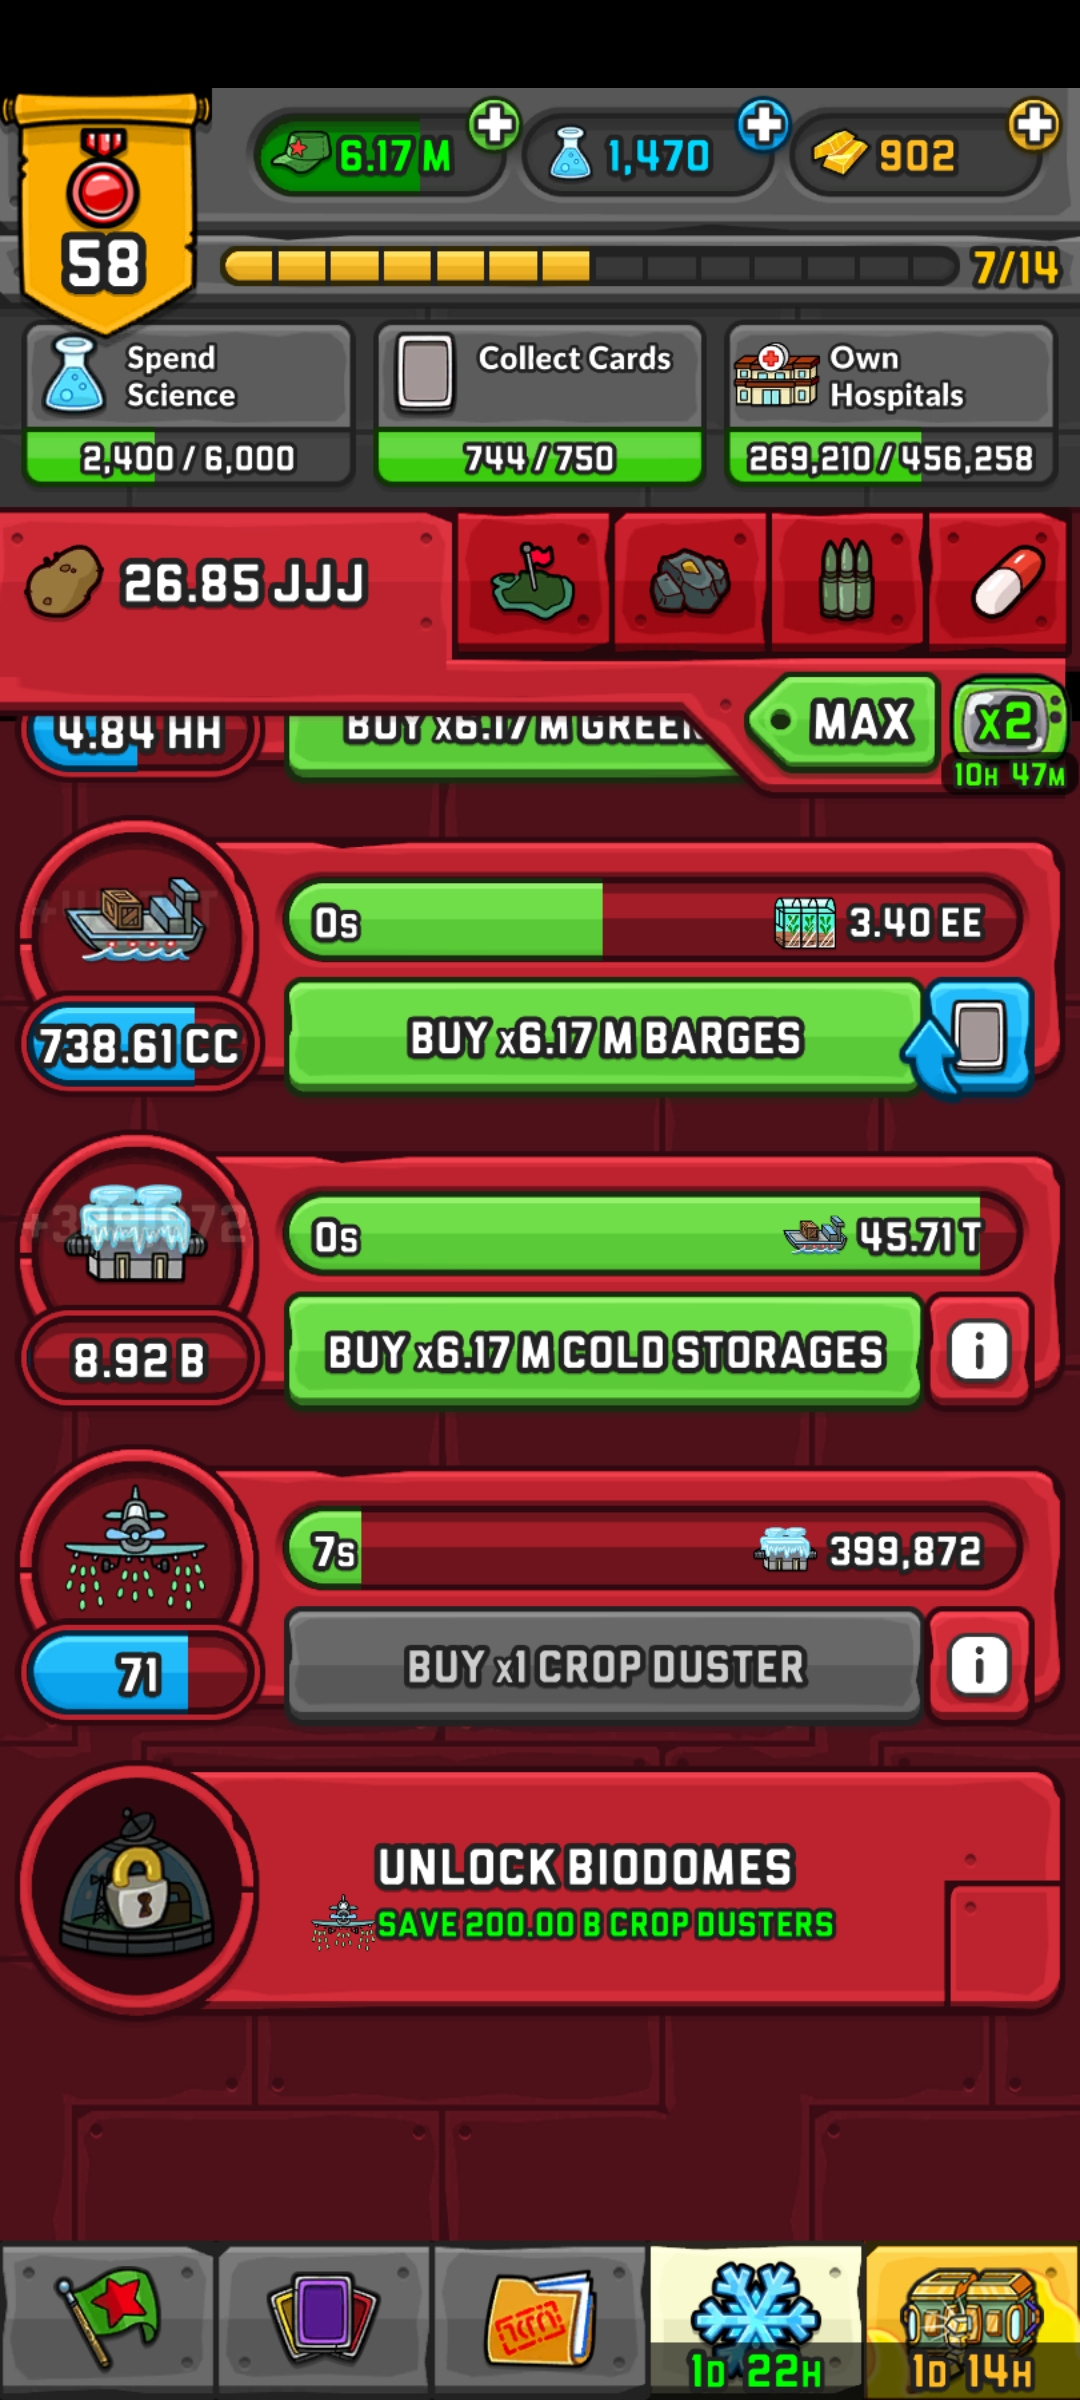 6.17 M
1,470
902
58
7/14
Spend
Science
2,400 / 6,000
Collect Cards
744 / 750
Own
Hospitals
269,210 / 456,258
26.85 JJJ
MAX
x2
10H 47M
4.84 HH
BUY x6.17 M
0s
3.40 EE
738.61 CC
BUY x6.17 M BARGES
0s
45.71 T
8.92 B
BUY x6.17 M COLD STORAGES
i
7s
399,872
71
BUY x1 CROP DUSTER
i
UNLOCK BIODOMES
SAVE 200.00 B CROP DUSTERS
1D 22H
1D 14H